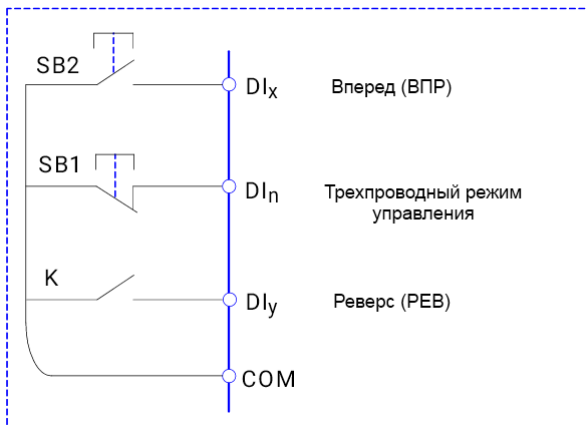 SB2
DIx
Вперед (ВПР)
SB1
DIn
Трехпроводный режим
управления
K
DIy
Реверс (РЕВ)
COM